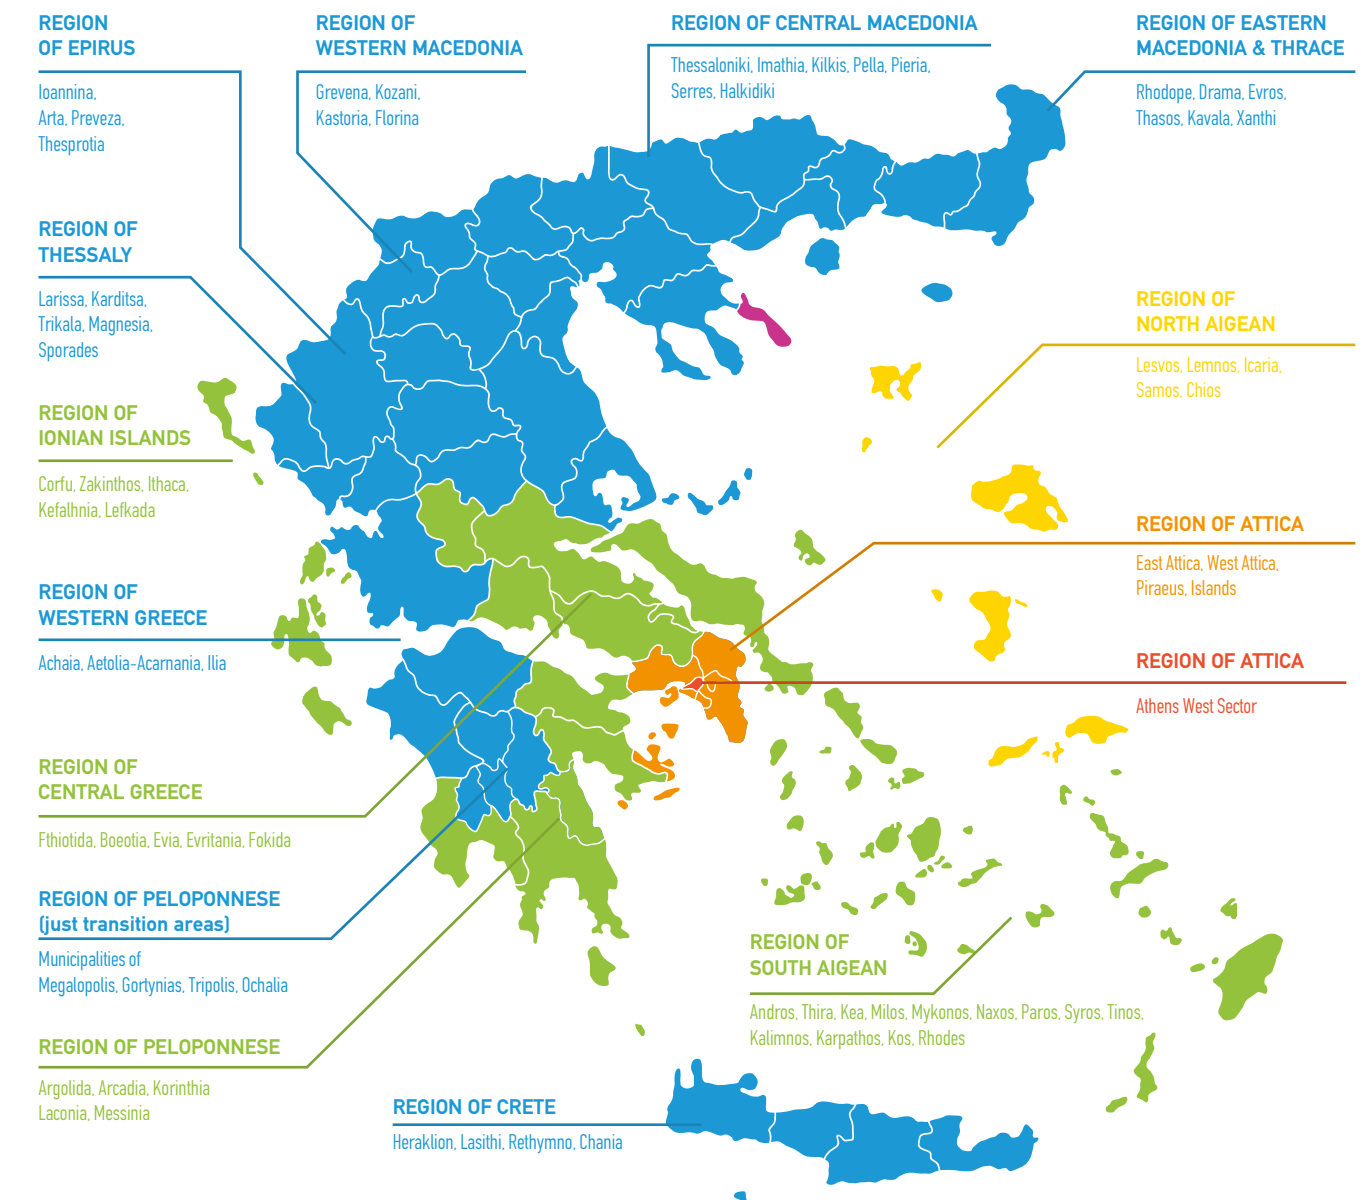 REGION
OF EPIRUS
Ioannina,
Arta, Preveza,
Thesprotia
REGION OF
WESTERN MACEDONIA
Grevena, Kozani,
Kastoria, Florina
REGION OF CENTRAL MACEDONIA
Thessaloniki, Imathia, Kilkis, Pella, Pieria,
Serres, Halkidiki
REGION OF EASTERN
MACEDONIA & THRACE
Rhodope, Drama, Evros,
Thasos, Kavala, Xanthi
REGION OF
THESSALY
Larissa, Karditsa,
Trikala, Magnesia,
Sporades
REGION OF
NORTH AIGEAN
Lesvos, Lemnos, Icaria,
Samos, Chios
REGION OF
IONIAN ISLANDS
Corfu, Zakinthos, Ithaca,
Kefalhnia, Lefkada
REGION OF ATTICA
East Attica, West Attica,
Piraeus, Islands
REGION OF
WESTERN GREECE
Achaia, Aetolia-Acarnania, Ilia
REGION OF ATTICA
Athens West Sector
REGION OF
CENTRAL GREECE
Fthiotida, Boeotia, Evia, Evritania, Fokida
REGION OF PELOPONNESE
(just transition areas)
Municipalities of
Megalopolis, Gortynias, Tripolis, Ochalia
REGION OF
SOUTH AIGEAN
Andros, Thira, Kea, Milos, Mykonos, Naxos, Paros, Syros, Tinos,
Kalimnos, Karpathos, Kos, Rhodes
REGION OF PELOPONNESE
Argolida, Arcadia, Korinthia
Laconia, Messinia
REGION OF CRETE
Heraklion, Lasithi, Rethymno, Chania